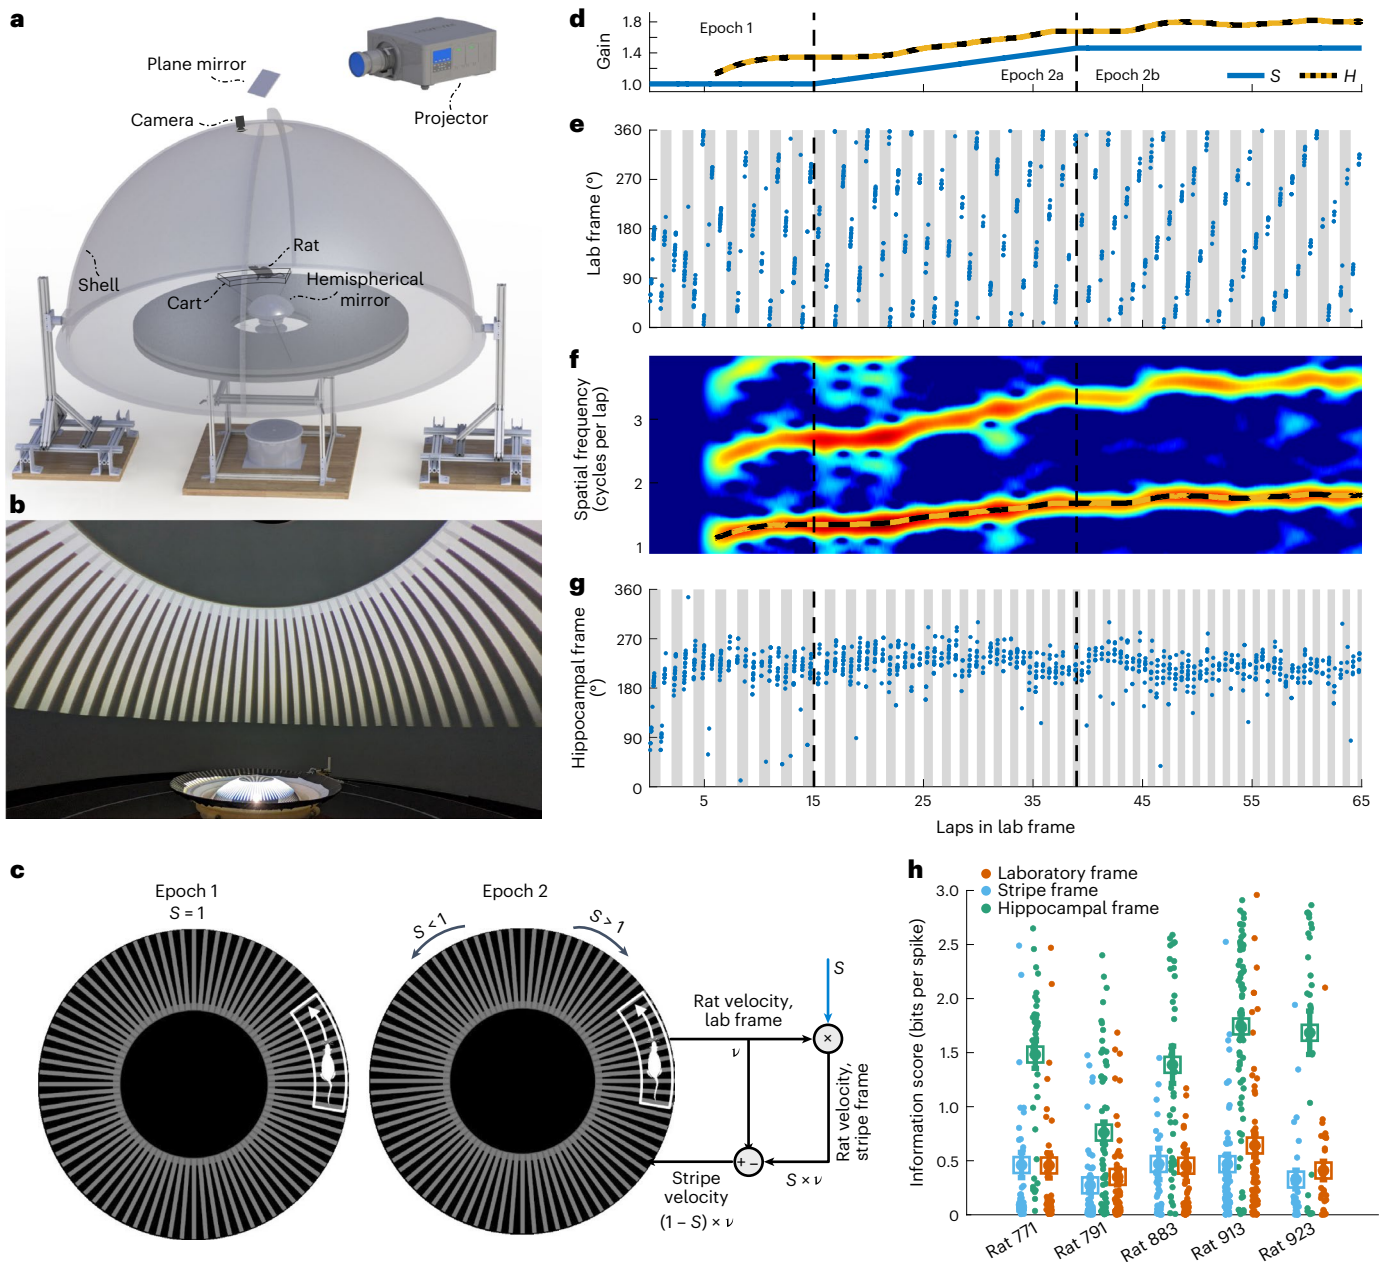 a
Plane mirror
Camera
Projector
Rat
Hemispherical
mirror
Shell
Cart
b
c
Epoch 1
S = 1
Epoch 2
S < 1
S > 1
S
Rat velocity,
lab frame
ν
×
Rat velocity,
stripe frame
+ −
S × ν
Stripe
velocity
(1 − S) × ν
d
Gain
1.8
1.4
1.0
Epoch 1
Epoch 2a
Epoch 2b
S
H
e
Lab frame (°)
360
270
180
90
0
f
Spatial frequency
(cycles per lap)
3
2
1
g
Hippocampal frame
(°)
360
270
180
90
0
5 15 25 35 45 55 65
Laps in lab frame
h
Laboratory frame
Stripe frame
Hippocampal frame
Information score (bits per spike)
3.0
2.5
2.0
1.5
1.0
0.5
0
Rat 771
Rat 791
Rat 883
Rat 913
Rat 923